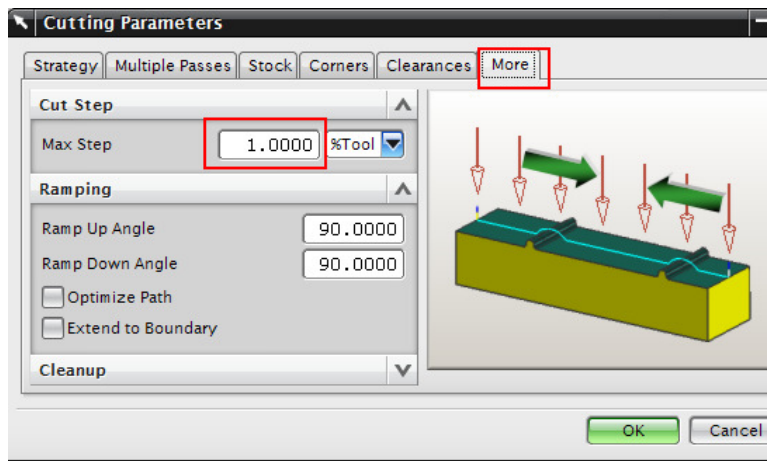 Cutting Parameters
Strategy Multiple Passes Stock Corners Clearances More
Cut Step
Max Step 1.0000 %Tool
Ramping
Ramp Up Angle 90.0000
Ramp Down Angle 90.0000
Optimize Path
Extend to Boundary
Cleanup
OK Cancel